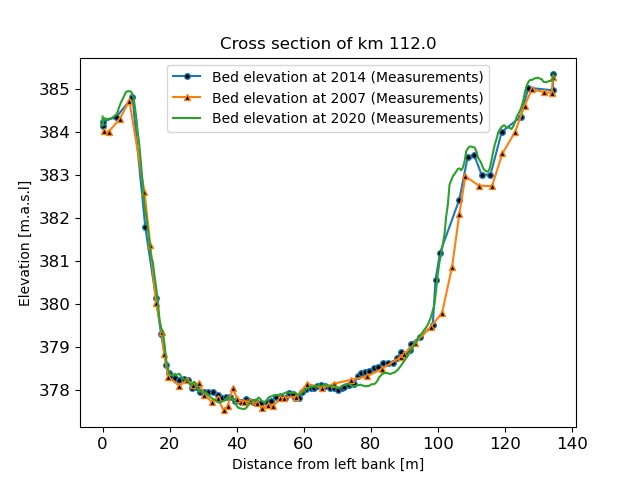 Cross section of km 112.0
Bed elevation at 2014 (Measurements)
Bed elevation at 2007 (Measurements)
Bed elevation at 2020 (Measurements)
Elevation [m.a.s.l]
385
384
383
382
381
380
379
378
0 20 40 60 80 100 120 140
Distance from left bank [m]